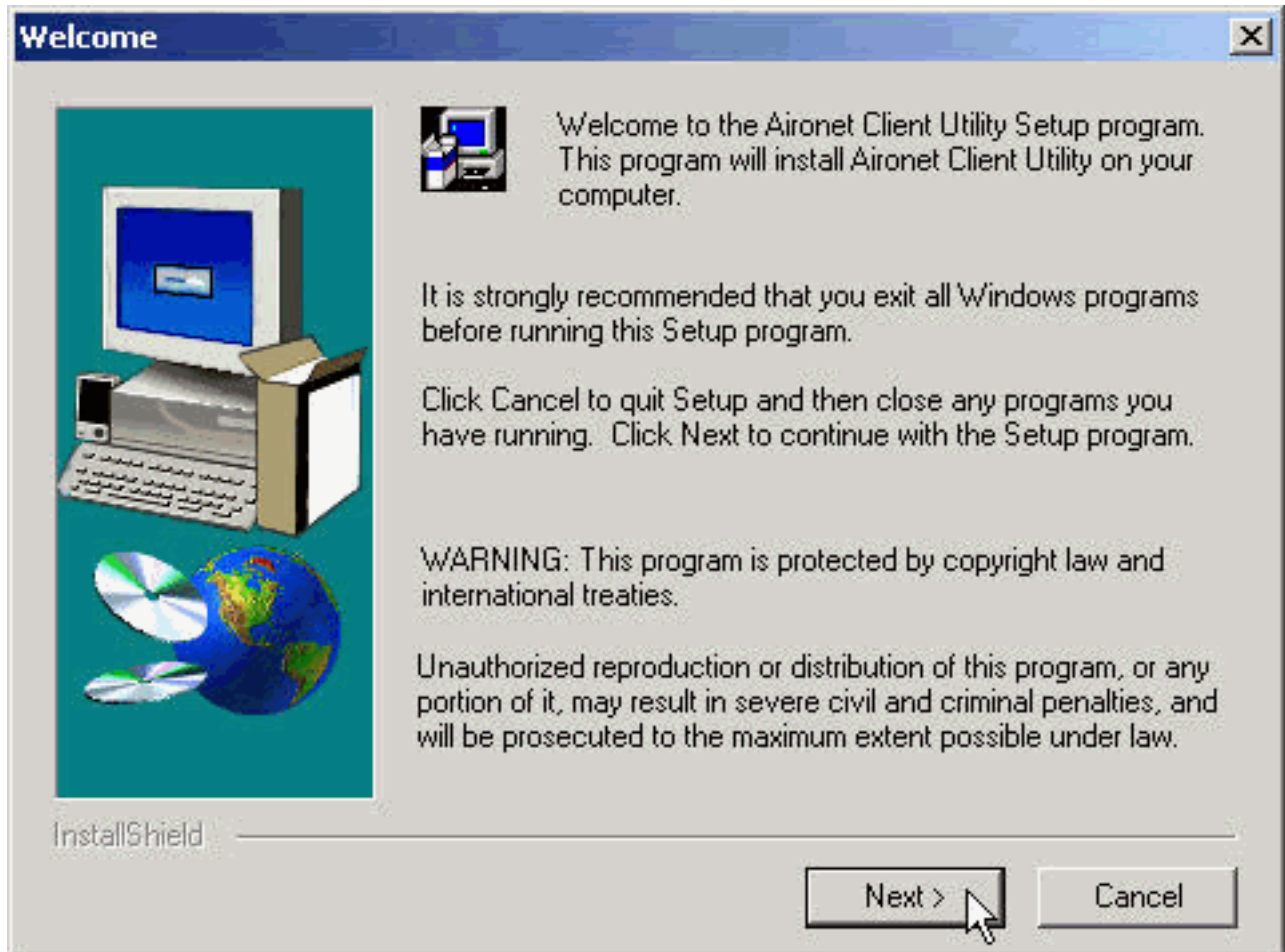 Welcome
Welcome to the Aironet Client Utility Setup program.
This program will install Aironet Client Utility on your
computer.
It is strongly recommended that you exit all Windows programs
before running this Setup program.
Click Cancel to quit Setup and then close any programs you
have running.  Click Next to continue with the Setup program.
WARNING: This program is protected by copyright law and
international treaties.
Unauthorized reproduction or distribution of this program, or any
portion of it, may result in severe civil and criminal penalties, and
will be prosecuted to the maximum extent possible under law.
InstallShield
Next >
Cancel